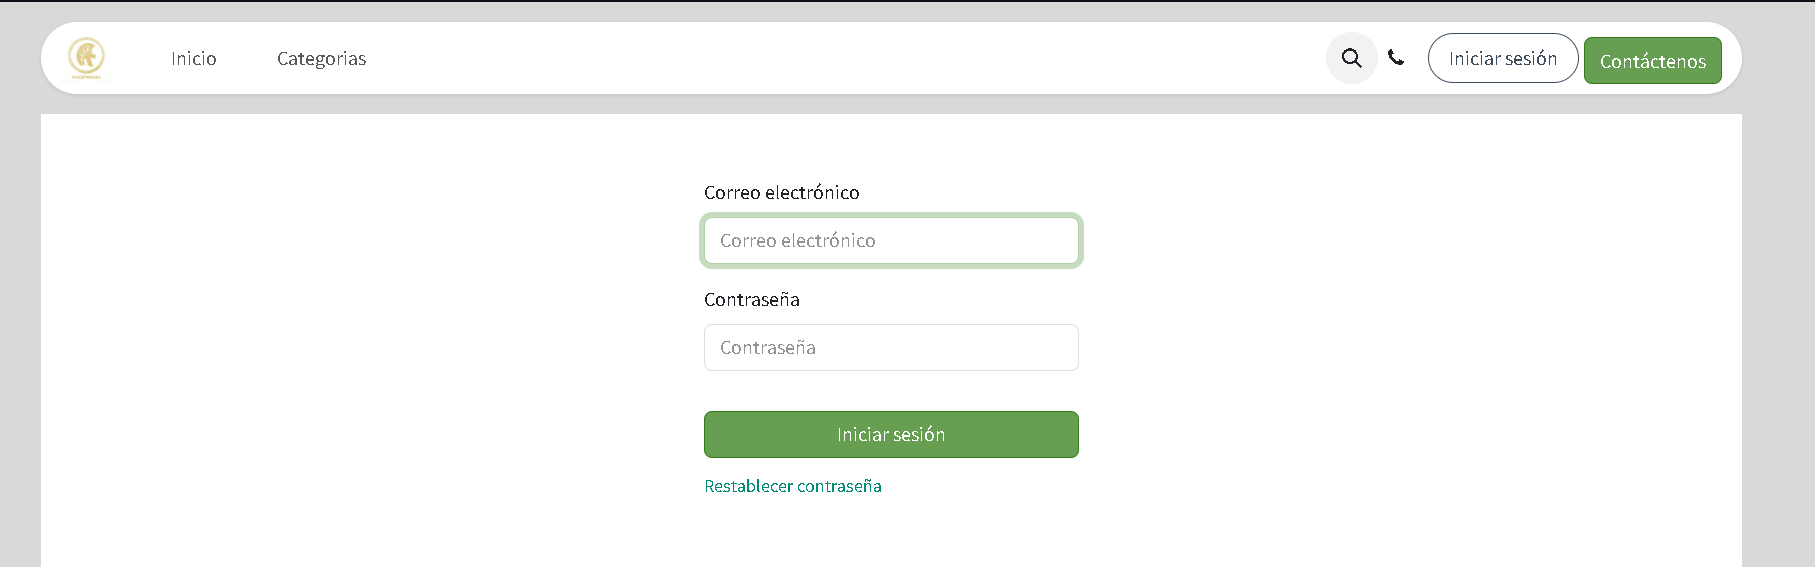 Inicio
Categorias
Iniciar sesión
Contáctenos
Correo electrónico
Correo electrónico
Contraseña
Contraseña
Iniciar sesión
Restablecer contraseña